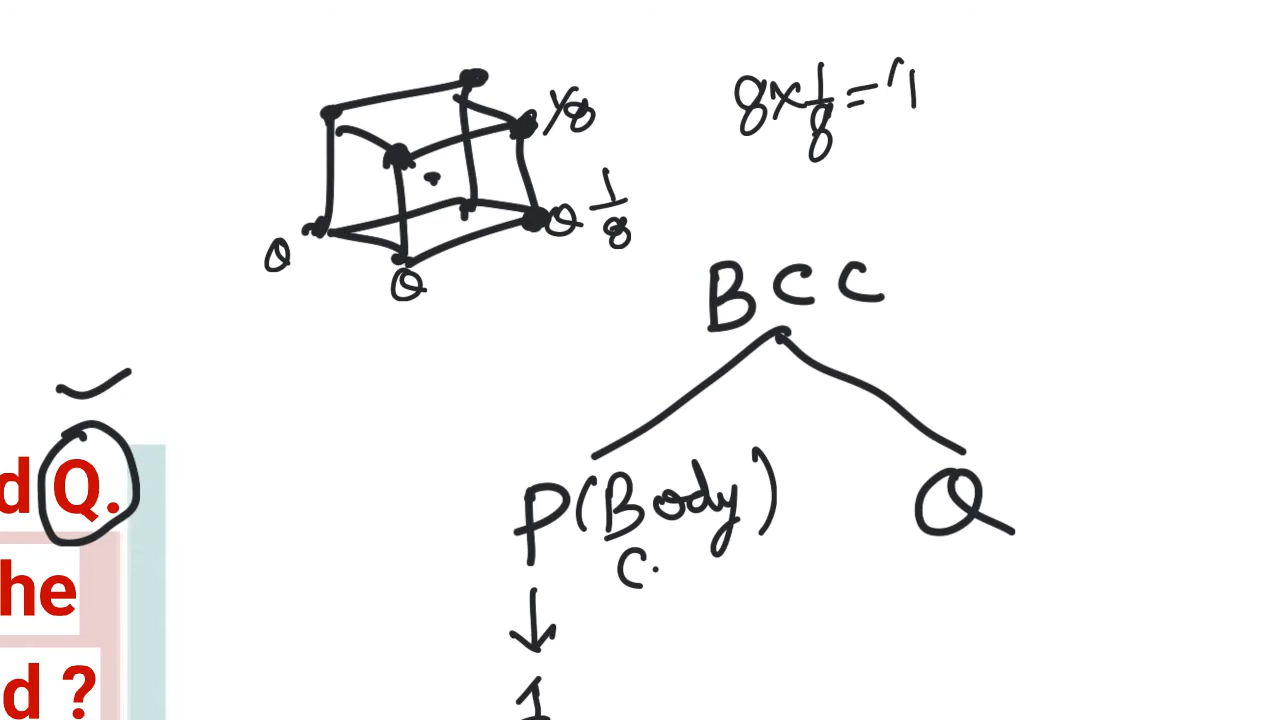 1/8
8 × 1/8 = 1
Q 1/8
Q
Q
BCC
d Q.
P (Body) Q
C.
he
↓
d ?
1